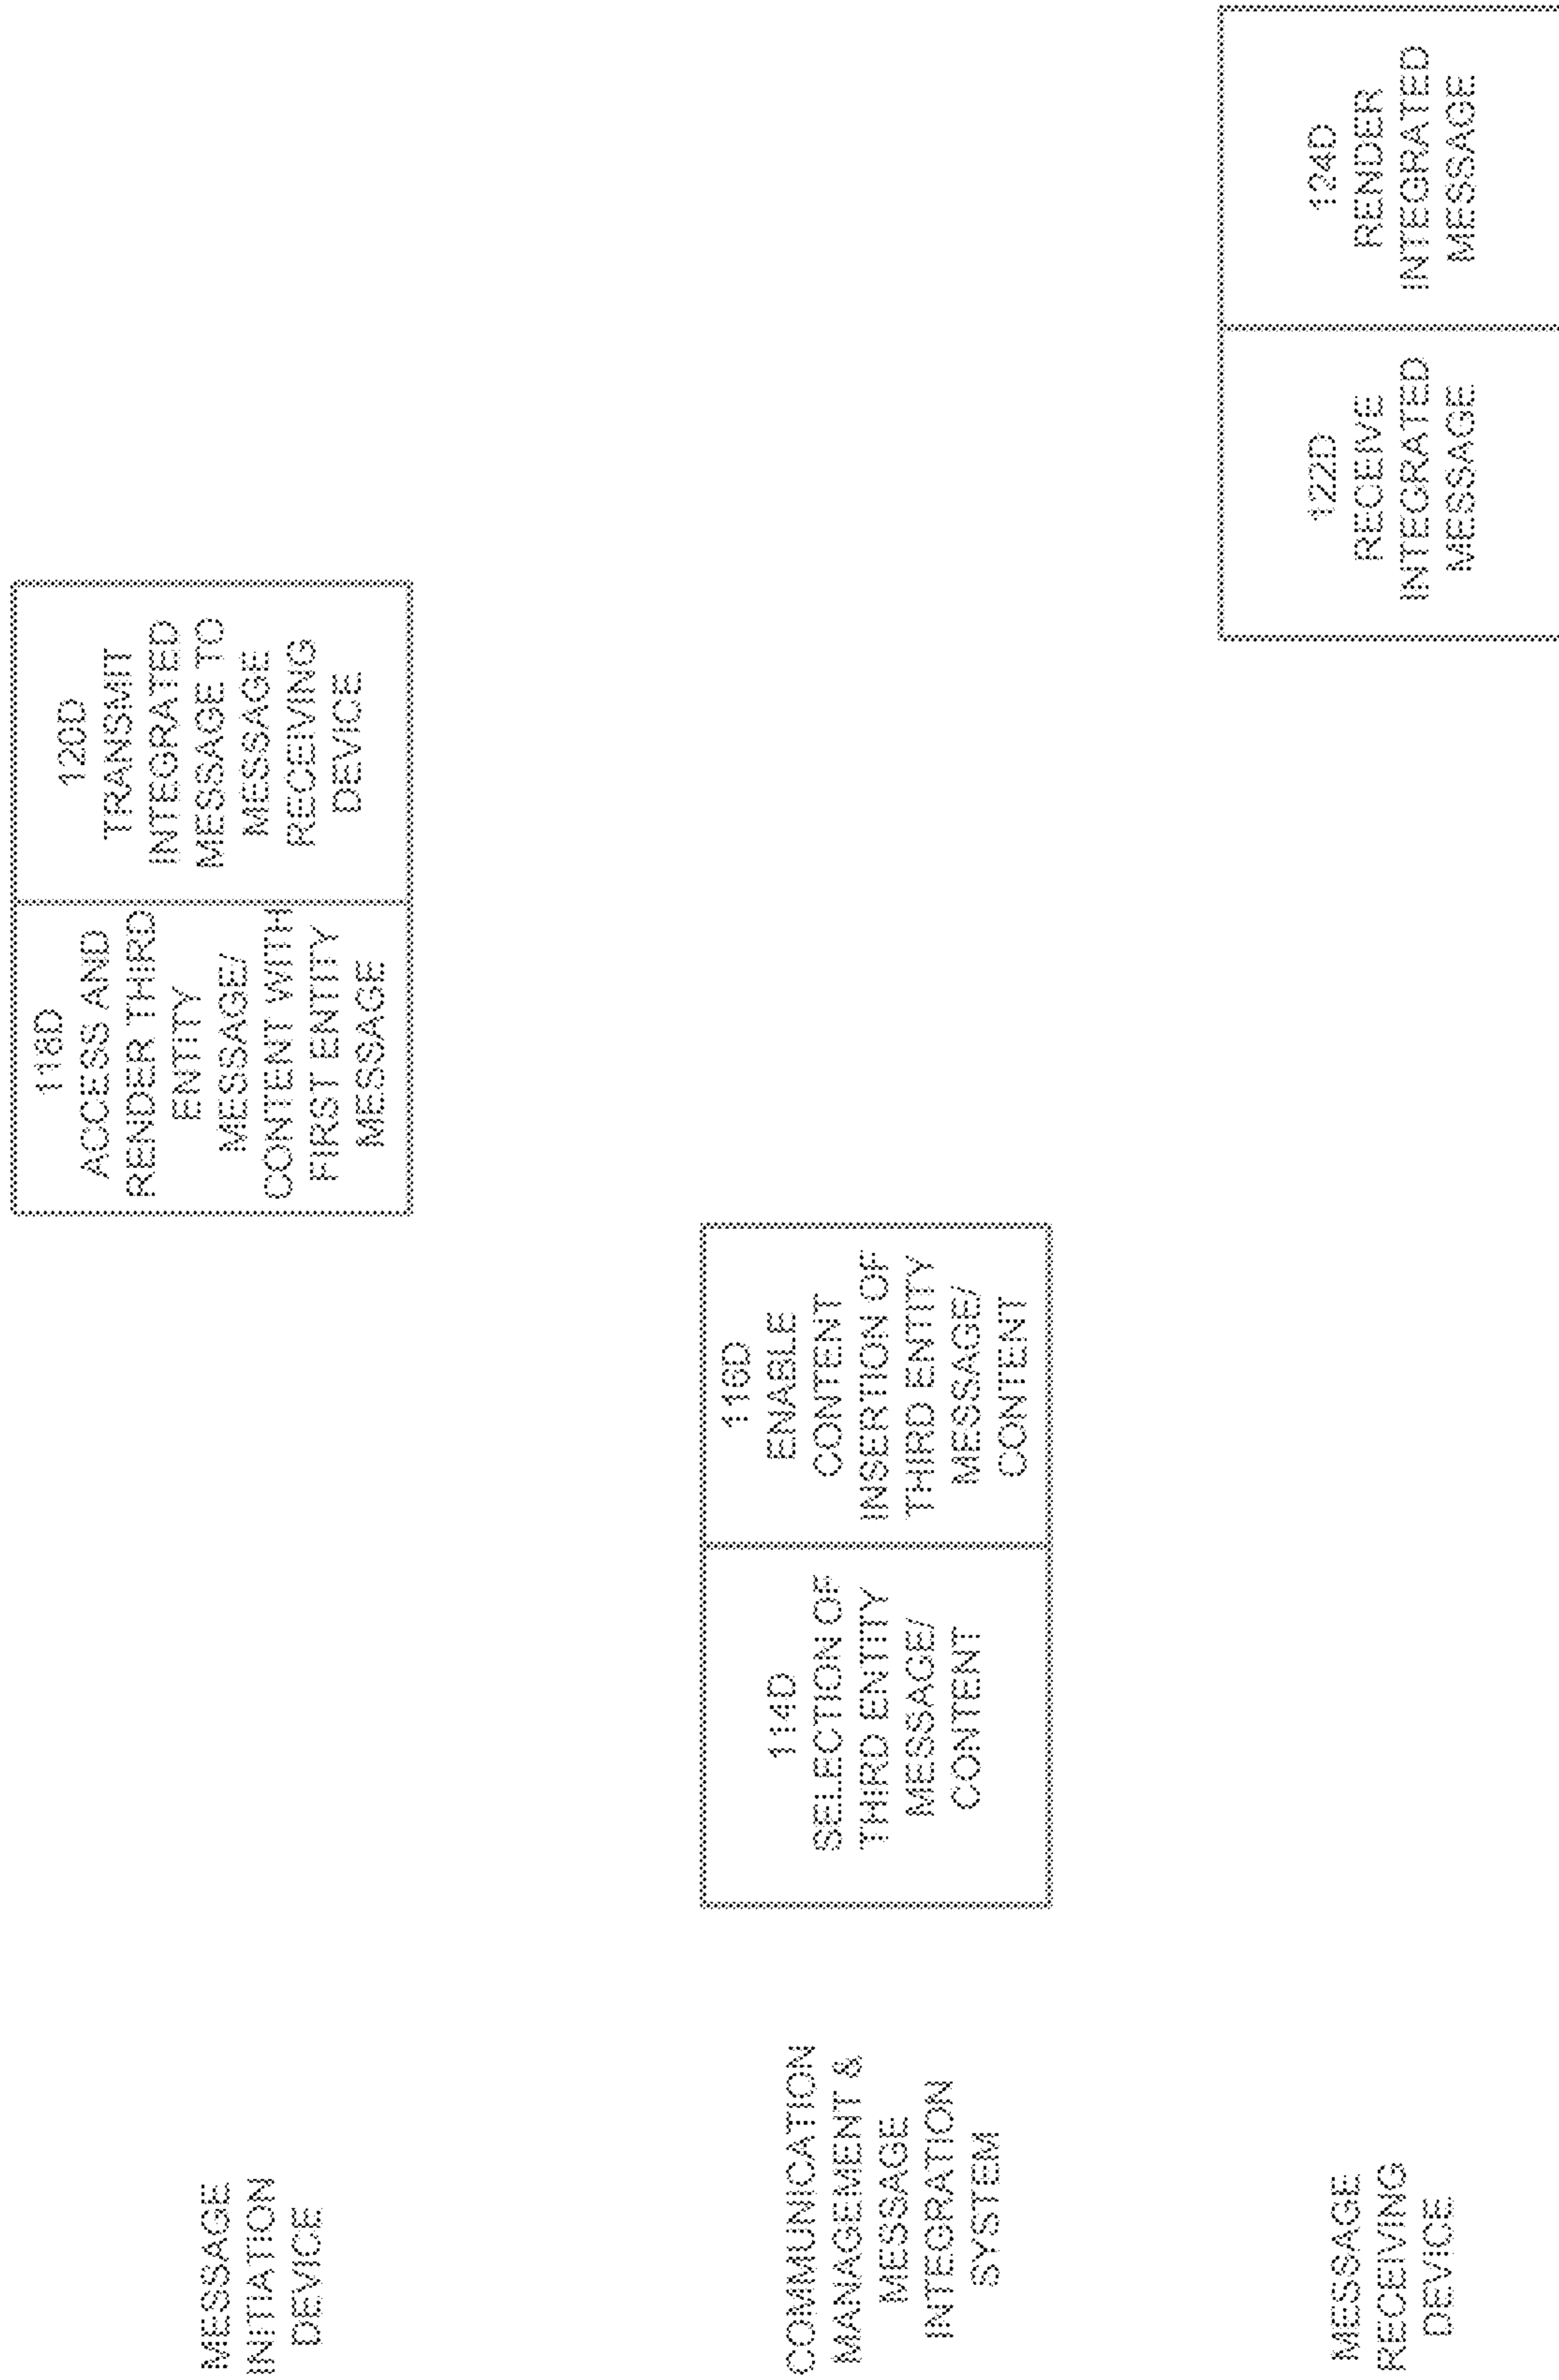 MESSAGE
INITIATION
DEVICE
118D
ACCESS AND
RENDER THIRD
ENTITY
MESSAGE/
CONTENT WITH
FIRST ENTITY
MESSAGE
120D
TRANSMIT
INTEGRATED
MESSAGE TO
MESSAGE
RECEIVING
DEVICE
COMMUNICATION
MANAGEMENT &
MESSAGE
INTEGRATION
SYSTEM
114D
SELECTION OF
THIRD ENTITY
MESSAGE/
CONTENT
116D
ENABLE
CONTENT
INSERTION OF
THIRD ENTITY
MESSAGE/
CONTENT
MESSAGE
RECEIVING
DEVICE
122D
RECEIVE
INTEGRATED
MESSAGE
124D
RENDER
INTEGRATED
MESSAGE